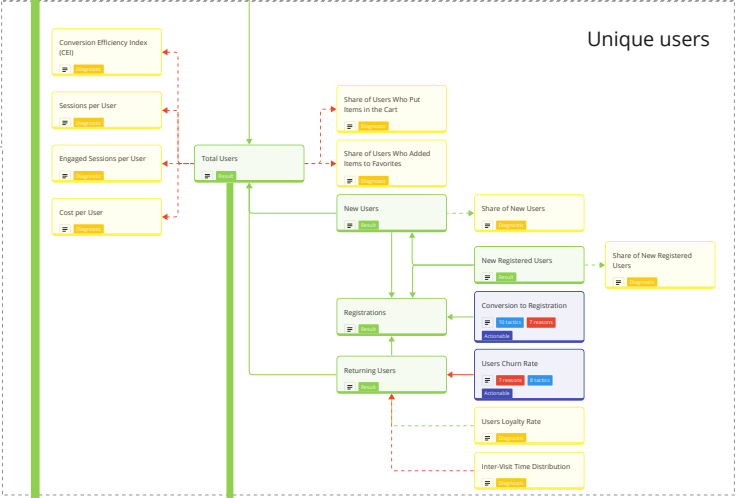 Unique users
Conversion Efficiency Index
(CEI)
Diagnostic
Sessions per User
Diagnostic
Engaged Sessions per User
Diagnostic
Cost per User
Diagnostic
Total Users
Result
Share of Users Who Put
Items in the Cart
Diagnostic
Share of Users Who Added
Items to Favorites
Diagnostic
New Users
Result
Share of New Users
Diagnostic
New Registered Users
Result
Share of New Registered
Users
Diagnostic
Registrations
Result
Conversion to Registration
10 tactics 7 reasons
Actionable
Returning Users
Result
Users Churn Rate
7 reasons 8 tactics
Actionable
Users Loyalty Rate
Diagnostic
Inter-Visit Time Distribution
Diagnostic